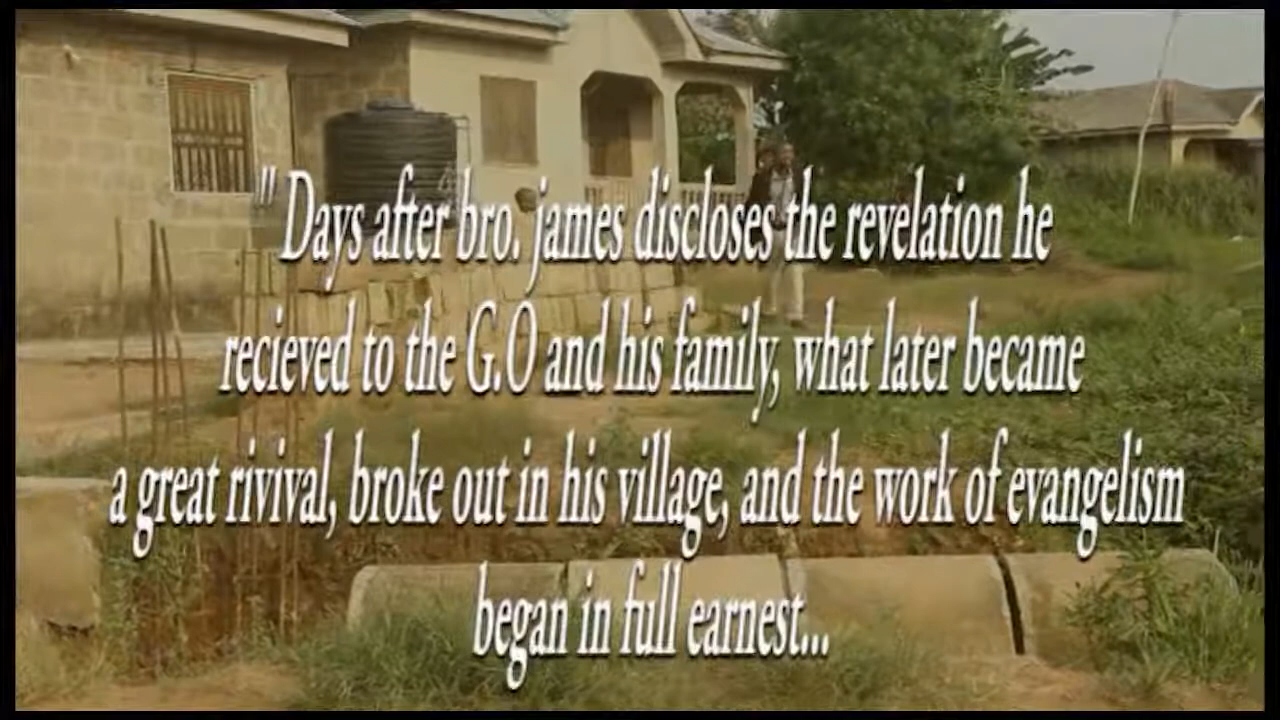 " Days after bro. james discloses the revelation he
recieved to the G.O and his family, what later became
a great rivival, broke out in his village, and the work of evangelism
began in full earnest...